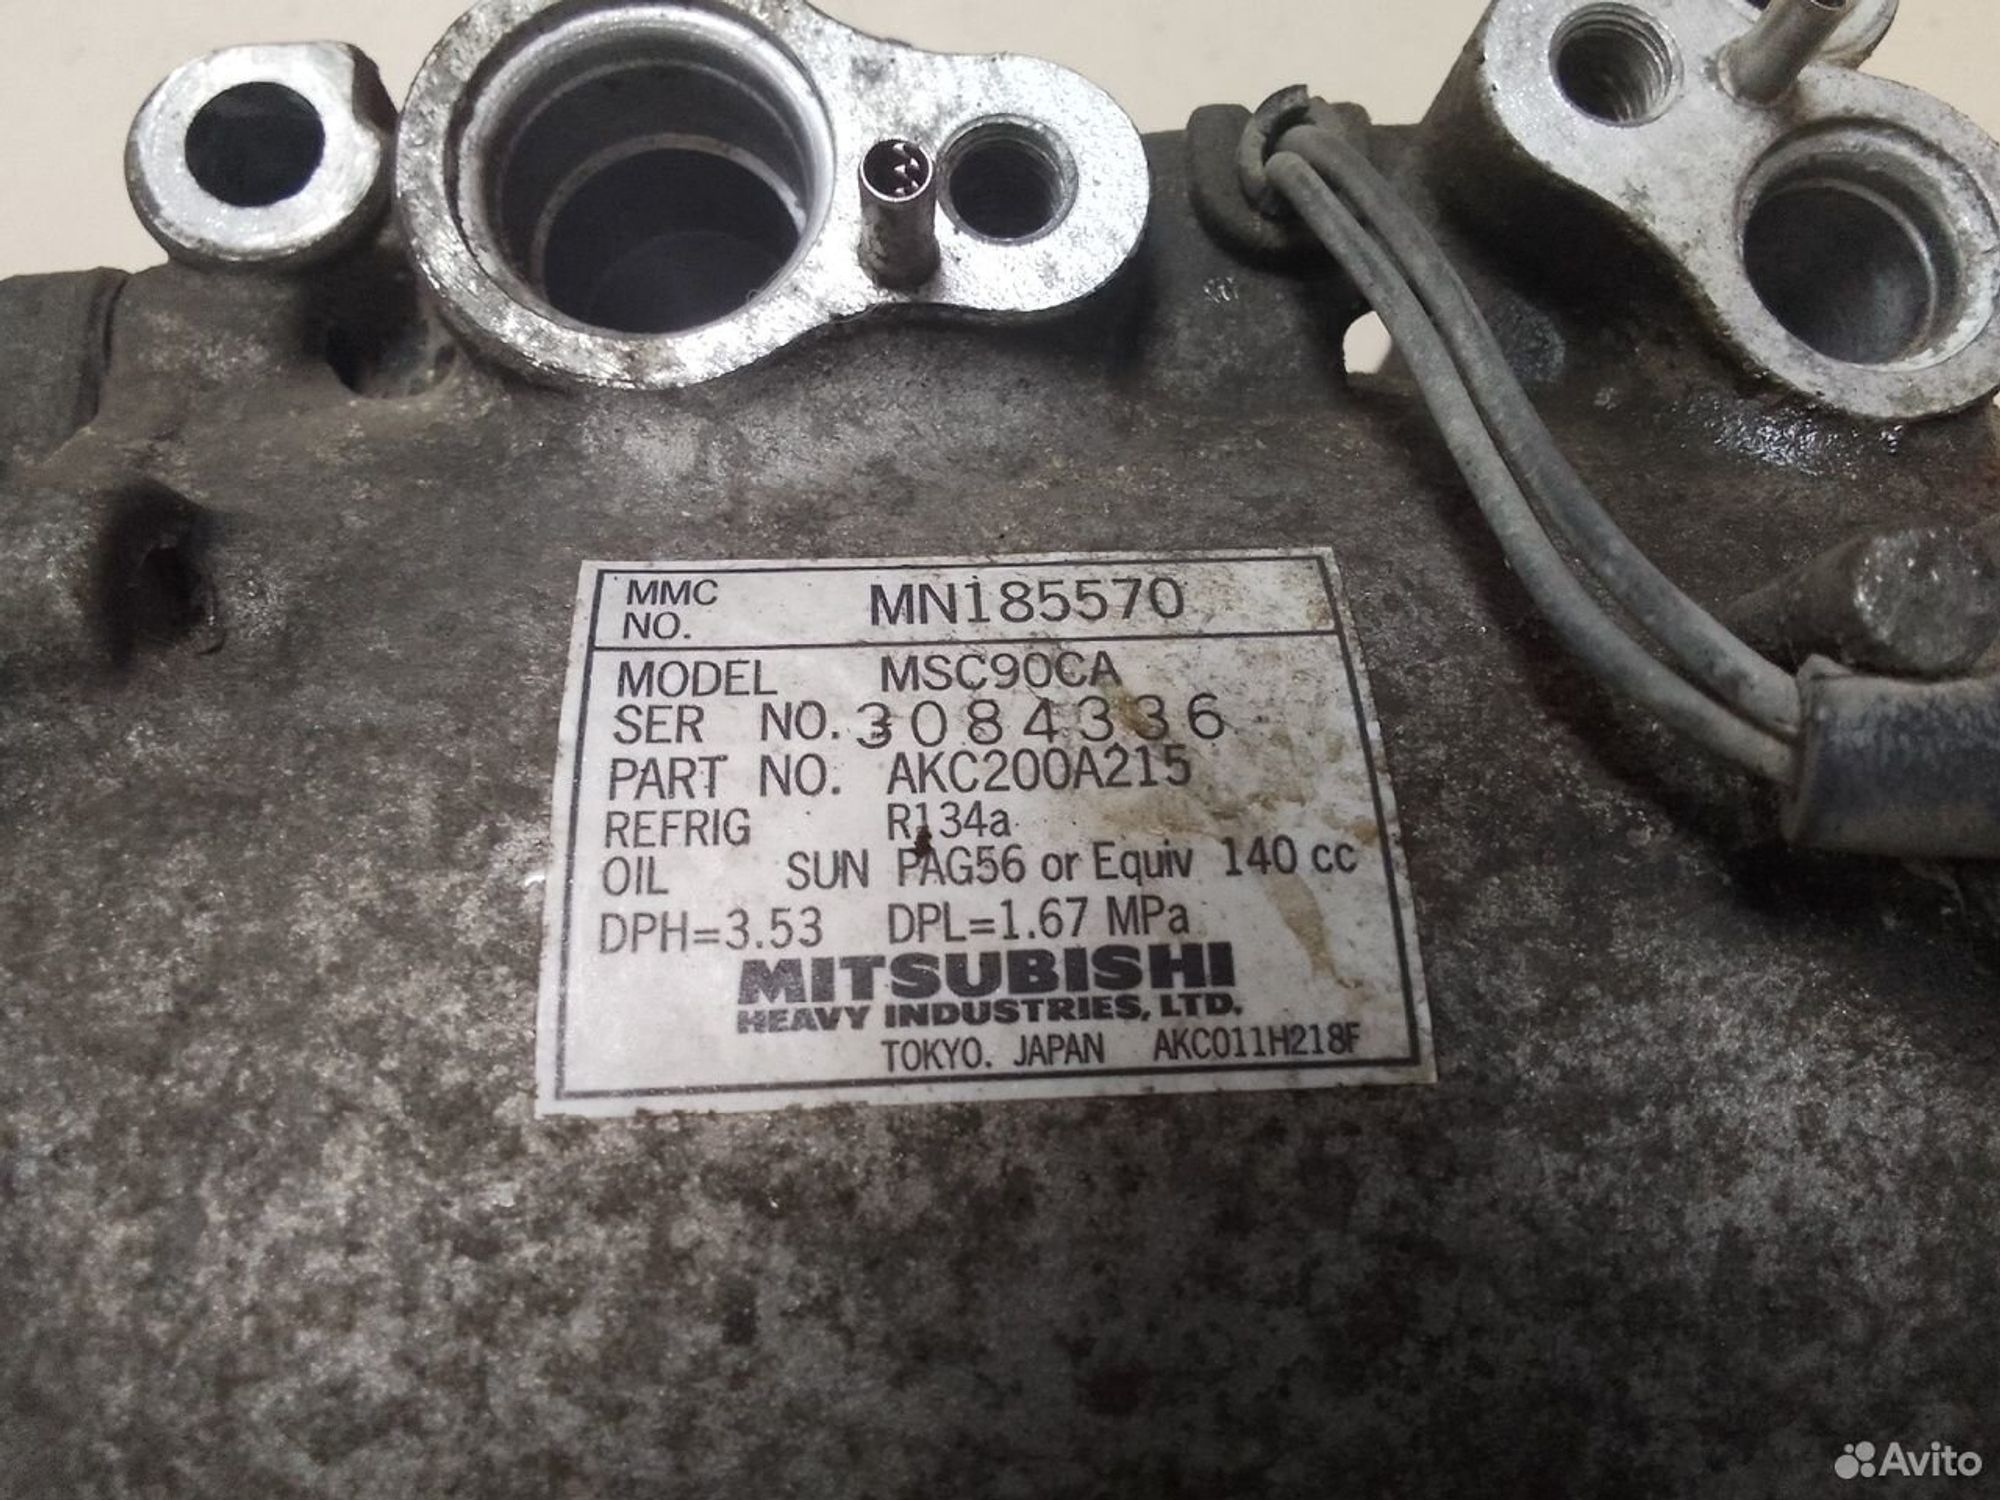 MMC NO. MN185570
MODEL MSC90CA
SER NO. 3084336
PART NO. AKC200A215
REFRIG R134a
OIL SUN PAG56 or Equiv 140 cc
DPH=3.53 DPL=1.67 MPa
MITSUBISHI
HEAVY INDUSTRIES, LTD.
TOKYO. JAPAN AKC011H218F
Avito